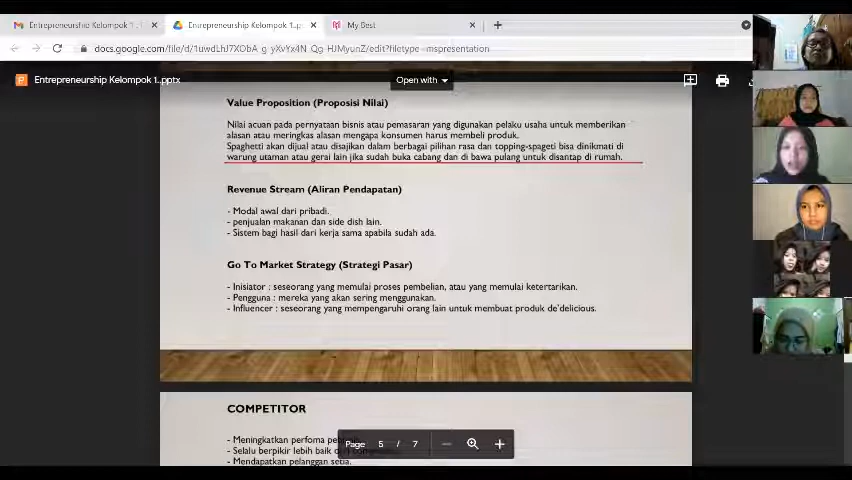 Entrepreneurship Kelompok 1.
Entrepreneurship Kelompok 1..p
My Best
docs.google.com/file/d/1uwdLhJ7XObA_g_yXvYx4N_Qg-HJMyunZ/edit?filetype=mspresentation
Entrepreneurship Kelompok 1..pptx
Open with
Value Proposition (Proposisi Nilai)
Nilai acuan pada pernyataan bisnis atau pemasaran yang digunakan pelaku usaha untuk memberikan
alasan atau meringkas alasan mengapa konsumen harus membeli produk.
Spaghetti akan dijual atau disajikan dalam berbagai pilihan rasa dan topping-spageti bisa dinikmati di
warung utaman atau gerai lain jika sudah buka cabang dan di bawa pulang untuk disantap di rumah.
Revenue Stream (Aliran Pendapatan)
- Modal awal dari pribadi.
- penjualan makanan dan side dish lain.
- Sistem bagi hasil dari kerja sama apabila sudah ada.
Go To Market Strategy (Strategi Pasar)
- Inisiator : seseorang yang memulai proses pembelian, atau yang memulai ketertarikan.
- Pengguna : mereka yang akan sering menggunakan.
- Influencer : seseorang yang mempengaruhi orang lain untuk membuat produk de'delicious.
COMPETITOR
- Meningkatkan perfoma
- Selalu berpikir lebih baik
- Mendapatkan pelanggan setia.
Page 5 / 7